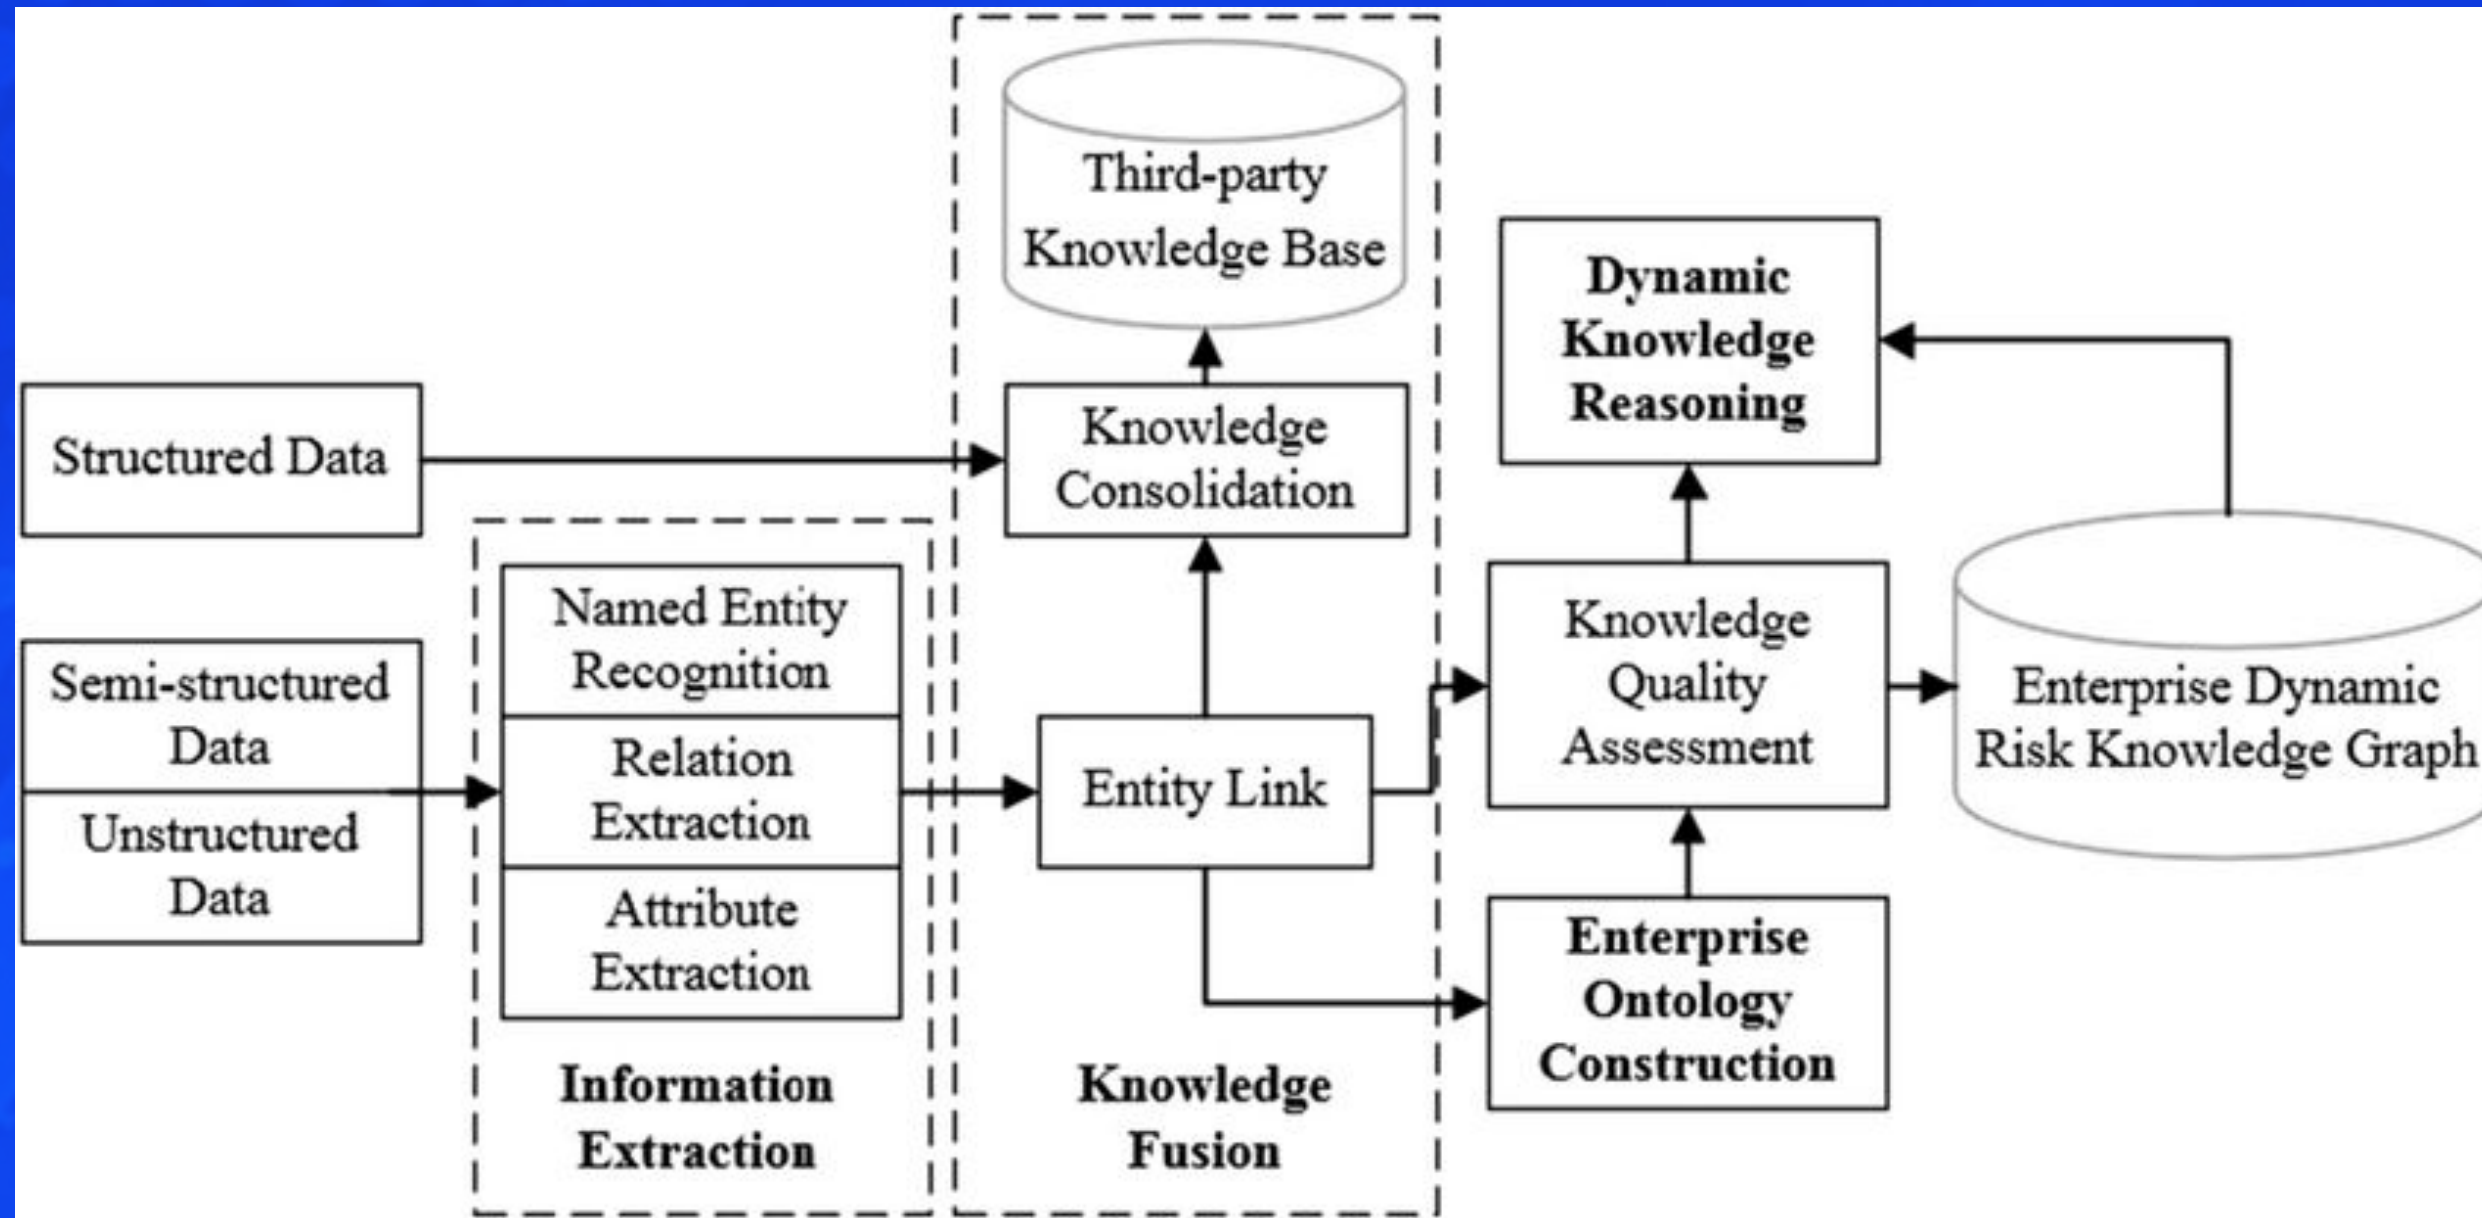 Third-party
Knowledge Base
Structured Data
Knowledge
Consolidation
Dynamic
Knowledge
Reasoning
Semi-structured
Data
Unstructured
Data
Named Entity
Recognition
Relation
Extraction
Attribute
Extraction
Information
Extraction
Entity Link
Knowledge
Fusion
Knowledge
Quality
Assessment
Enterprise Dynamic
Risk Knowledge Graph
Enterprise
Ontology
Construction